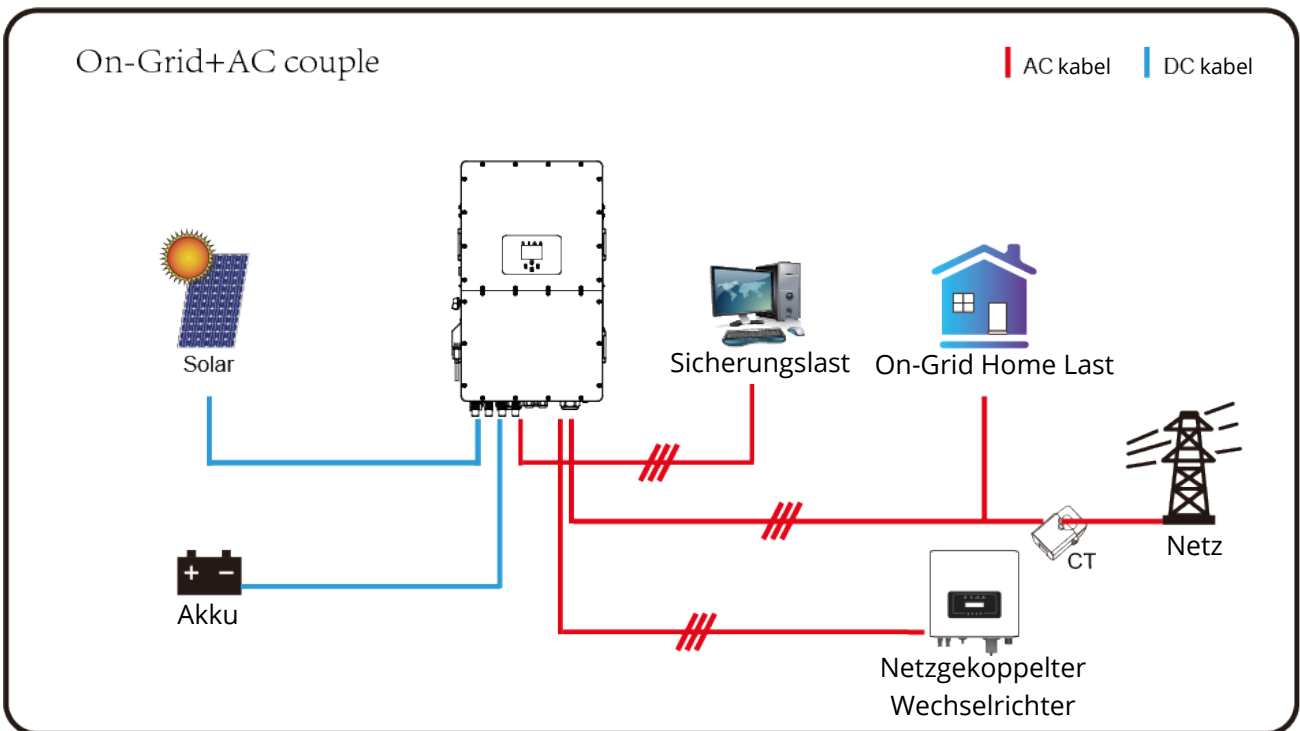 On-Grid+AC couple
AC kabel
DC kabel
Solar
Sicherungslast
On-Grid Home Last
CT
Netz
Akku
Netzgekoppelter
Wechselrichter